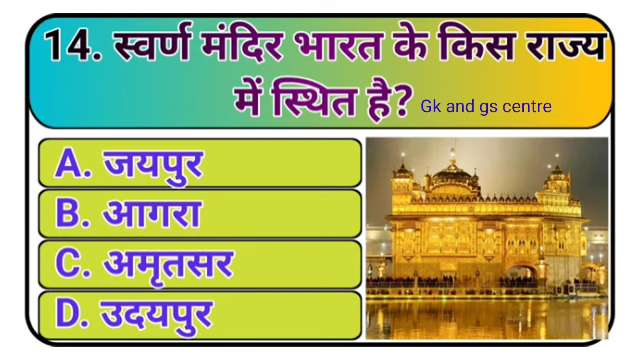 14. स्वर्ण मंदिर भारत के किस राज्य
में स्थित है? Gk and gs centre
A. जयपुर
B. आगरा
C. अमृतसर
D. उदयपुर